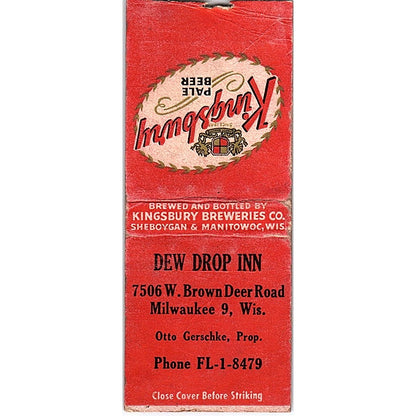 Kingsbury
PALE
BEER
BREWED AND BOTTLED BY
KINGSBURY BREWERIES CO.
SHEBOYGAN & MANITOWOC, WIS.
DEW DROP INN
7506 W. Brown Deer Road
Milwaukee 9, Wis.
Otto Gerschke, Prop.
Phone FL-1-8479
Close Cover Before Striking